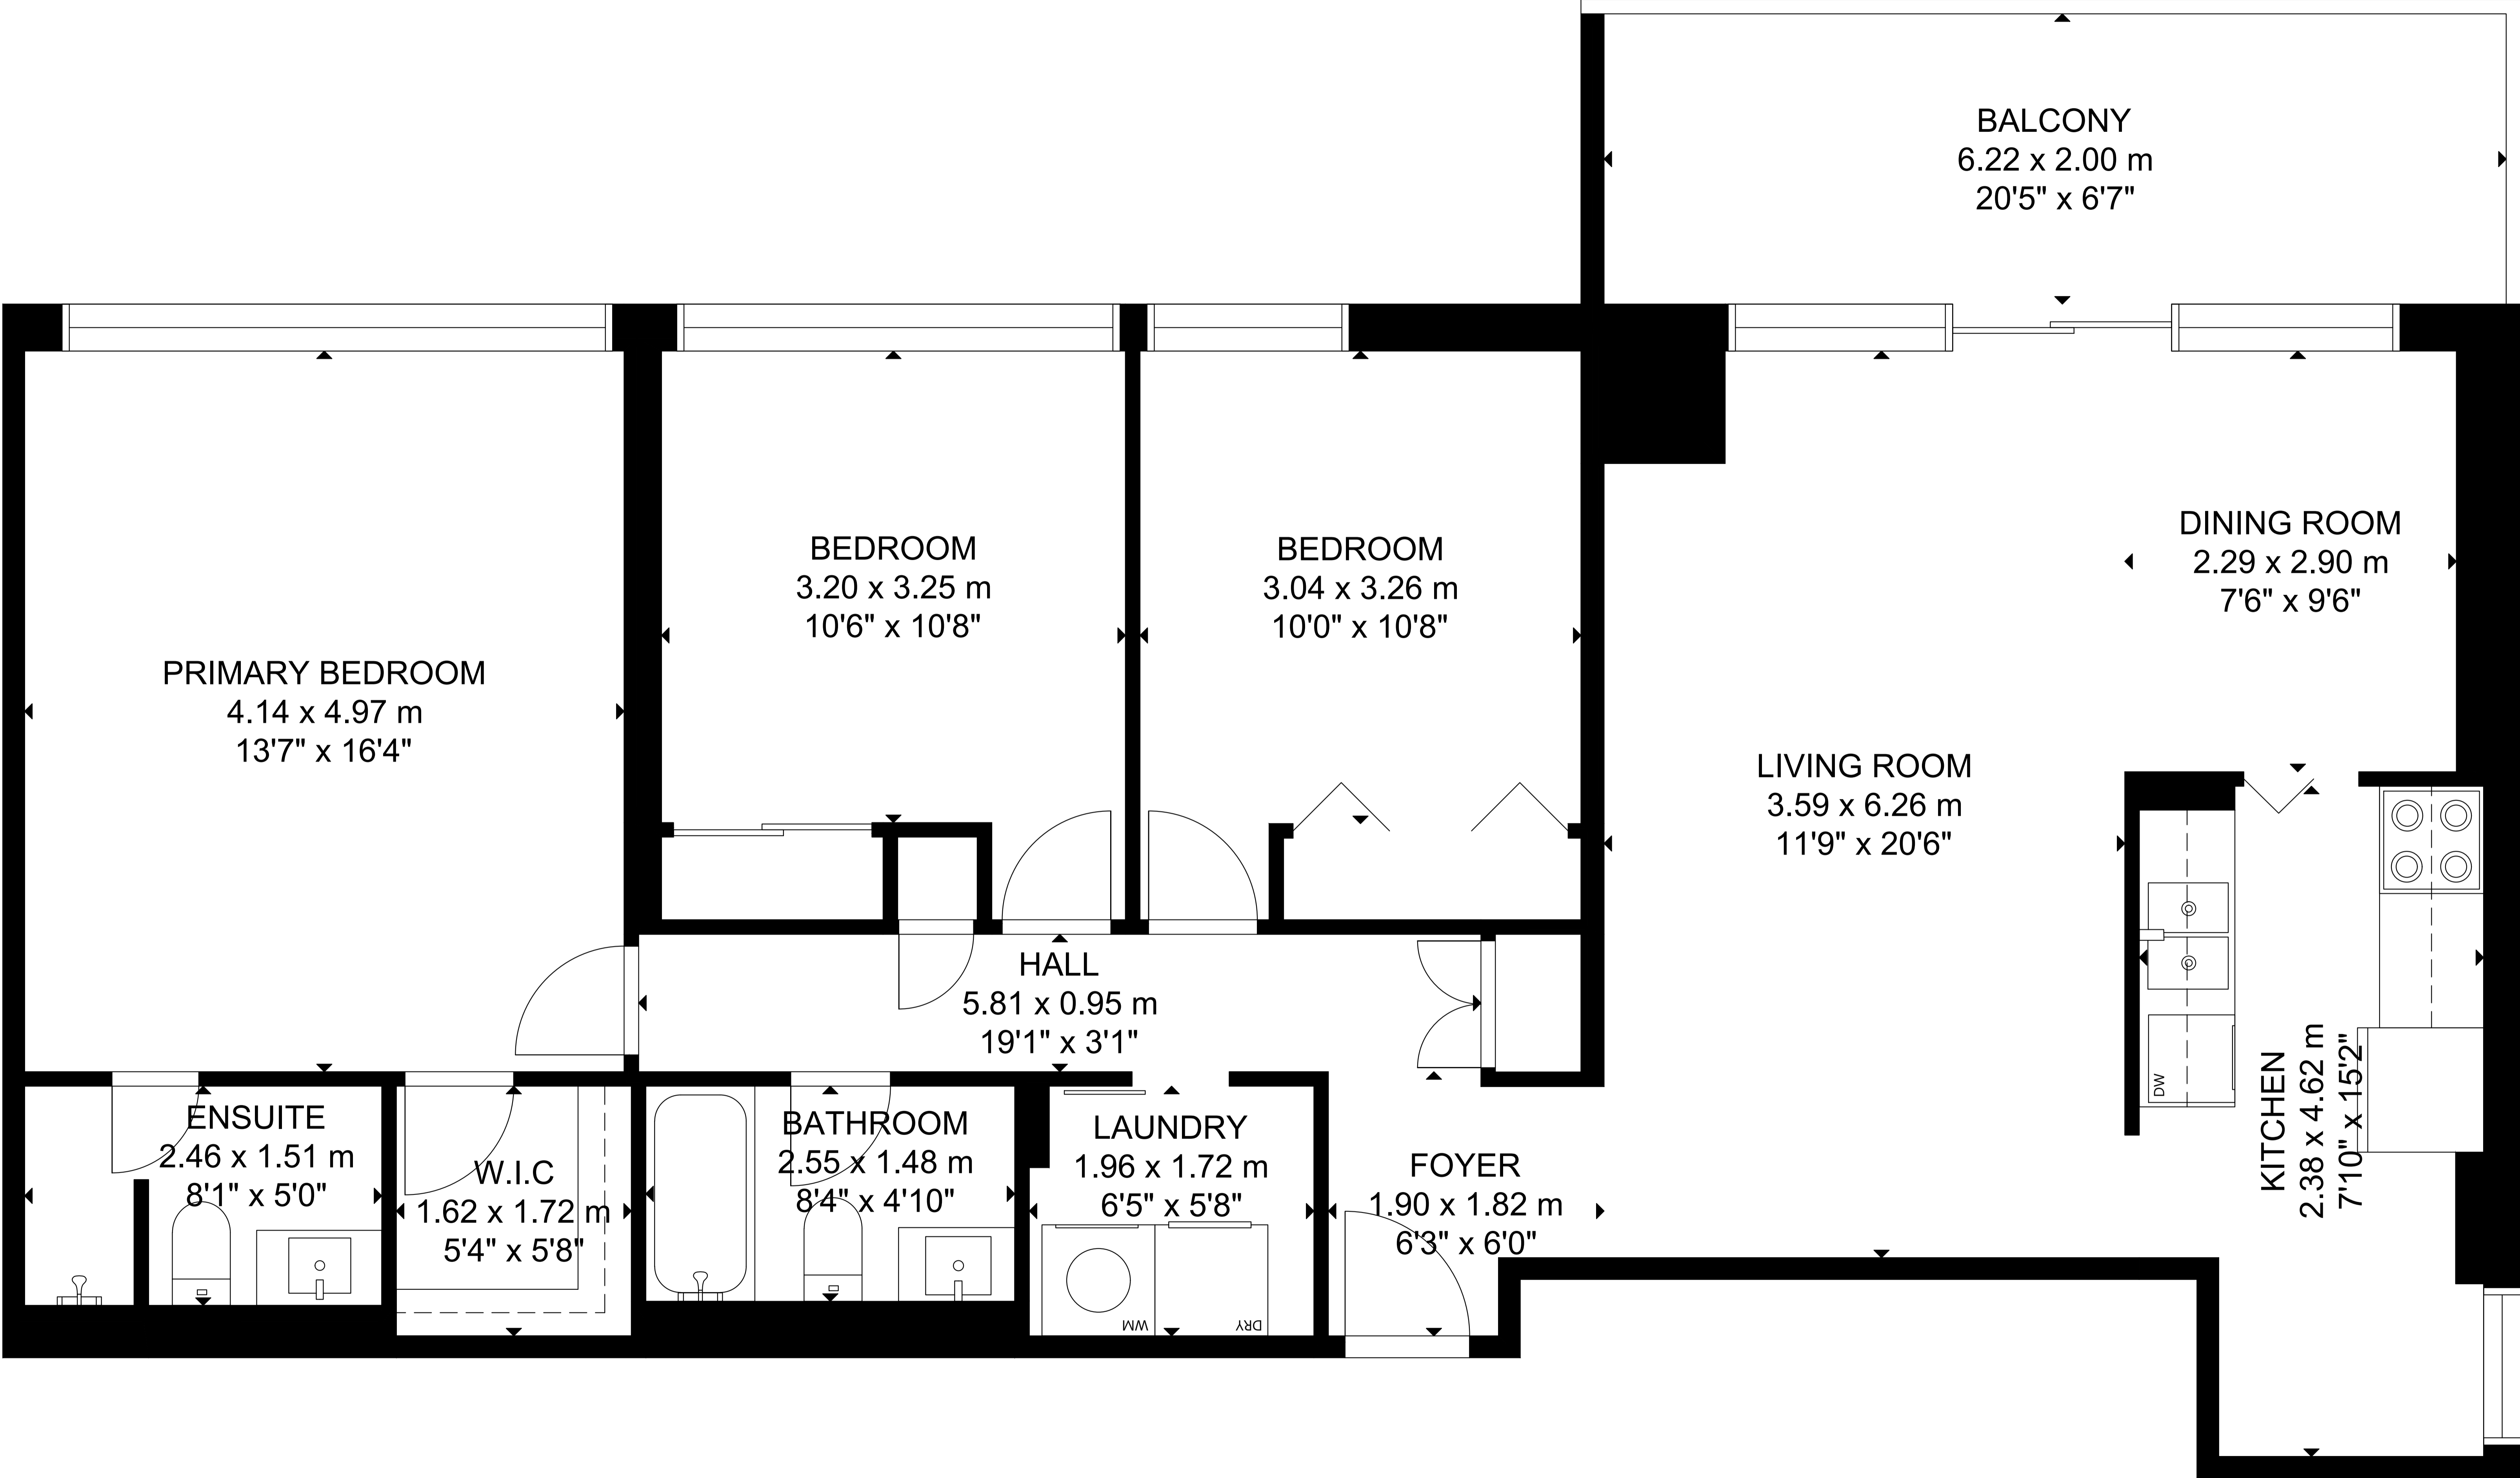 BALCONY
6.22 x 2.00 m
20'5" x 6'7"
DINING ROOM
2.29 x 2.90 m
7'6" x 9'6"
BEDROOM
3.20 x 3.25 m
10'6" x 10'8"
BEDROOM
3.04 x 3.26 m
10'0" x 10'8"
PRIMARY BEDROOM
4.14 x 4.97 m
13'7" x 16'4"
LIVING ROOM
3.59 x 6.26 m
11'9" x 20'6"
HALL
5.81 x 0.95 m
19'1" x 3'1"
DW
KITCHEN
2.38 x 4.62 m
7'10" x 15'2"
ENSUITE
2.46 x 1.51 m
8'1" x 5'0"
W.I.C
1.62 x 1.72 m
5'4" x 5'8"
BATHROOM
2.55 x 1.48 m
8'4" x 4'10"
LAUNDRY
1.96 x 1.72 m
6'5" x 5'8"
WM
DRY
FOYER
1.90 x 1.82 m
6'3" x 6'0"